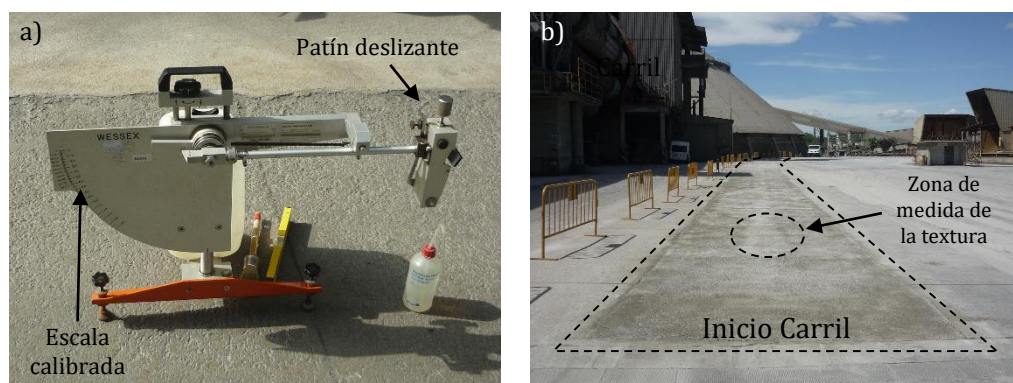 a)
Patín deslizante
WESSEX
Escala
calibrada
b)
Carril
Zona de
medida de
la textura
Inicio Carril